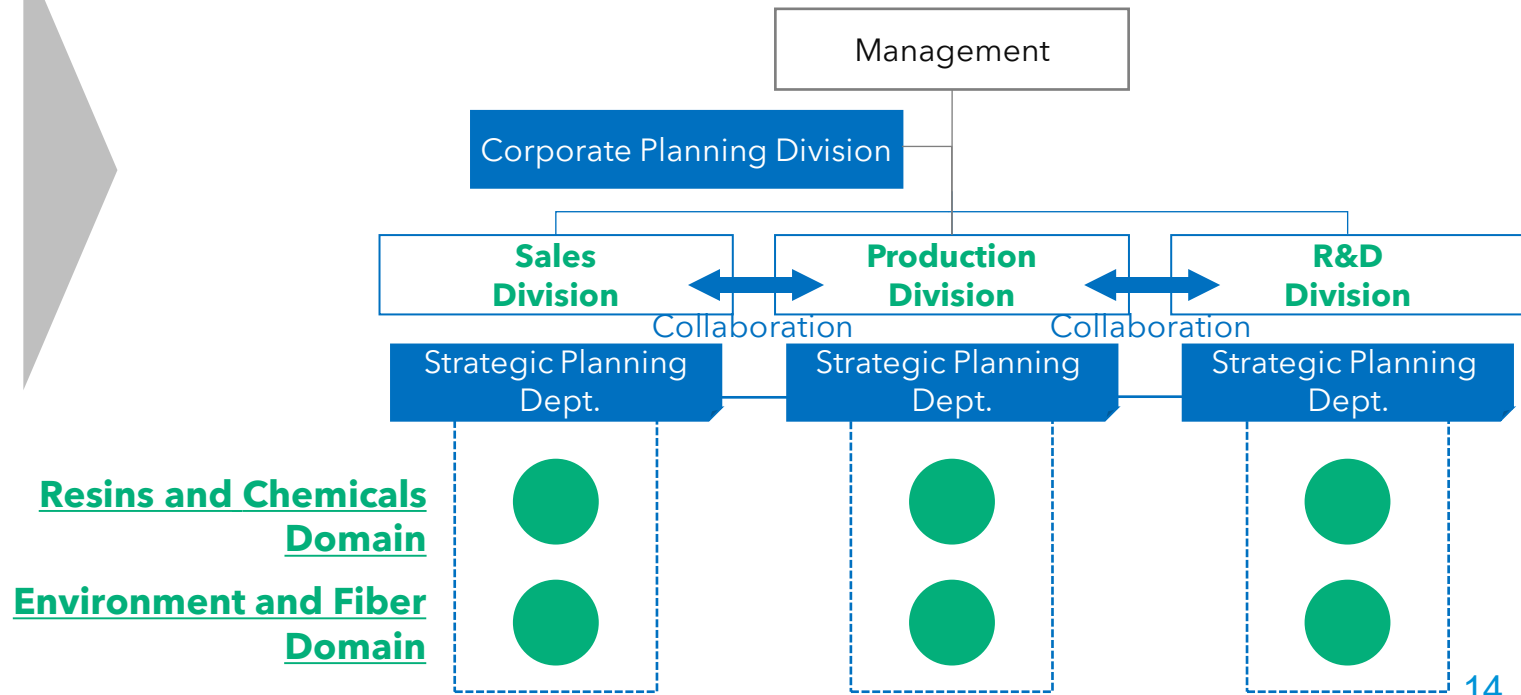 Management
Corporate Planning Division
Sales
Division
Production
Division
R&D
Division
Collaboration
Collaboration
Strategic Planning
Dept.
Strategic Planning
Dept.
Strategic Planning
Dept.
Resins and Chemicals
Domain
Environment and Fiber
Domain
14